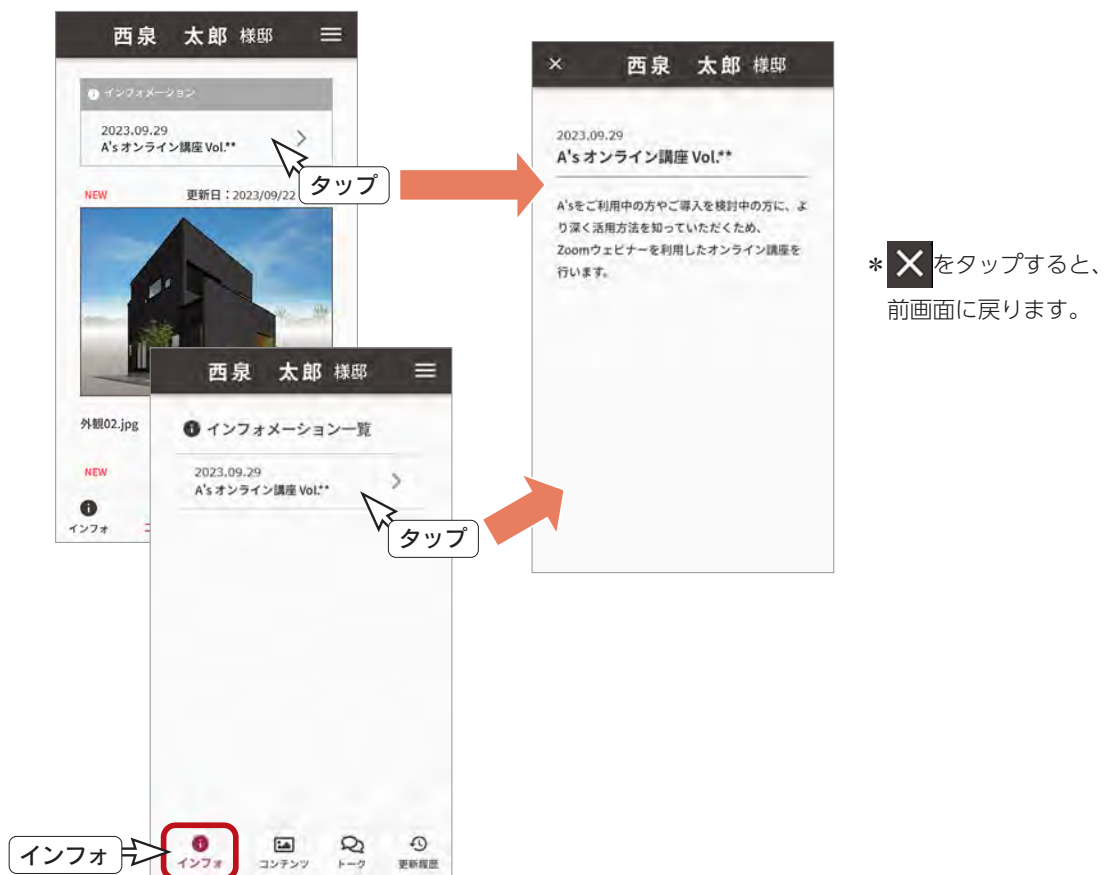 西泉 太郎 様邸
インフォメーション
2023.09.29
A's オンライン講座 Vol.**
タップ
NEW 更新日：2023/09/22
外観02.jpg
NEW
インフォ
西泉 太郎 様邸
インフォメーション一覧
2023.09.29
A's オンライン講座 Vol.**
タップ
インフォ
インフォ コンテンツ トーク 更新履歴
× 西泉 太郎 様邸
2023.09.29
A's オンライン講座 Vol.**
A'sをご利用中の方やご導入を検討中の方に、よ
り深く活用方法を知っていただくため、
Zoomウェビナーを利用したオンライン講座を
行います。
* × をタップすると、
前画面に戻ります。